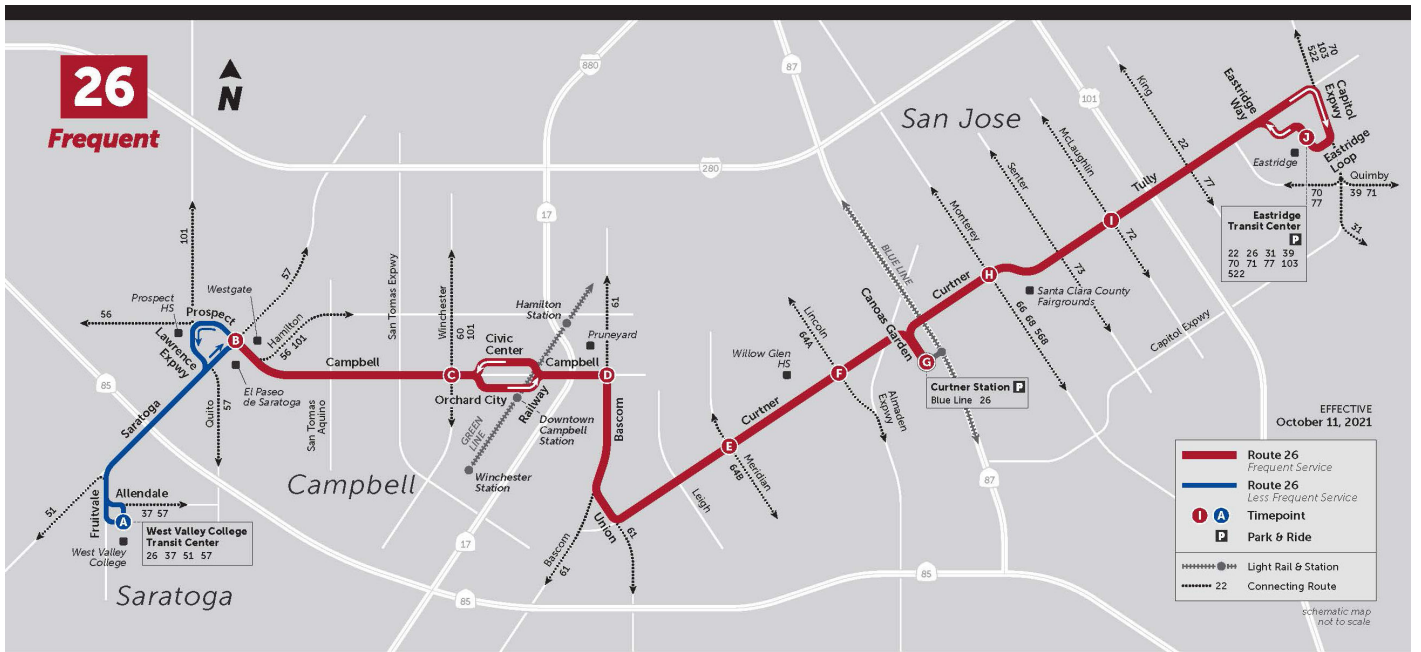 26
Frequent
N
880
87
101
280
17
17
85
85
85
87
San Jose
Campbell
Saratoga
70
103
522
Eastridge
Way
Capitol
Expwy
J
Eastridge
Eastridge
Loop
Quimby
39 71
70
77
31
Eastridge
Transit Center
P
22 26 31 39
70 71 77 103
522
King
22
77
McLaughlin
72
Tully
I
Senter
73
Monterey
66 68 568
H
Santa Clara County
Fairgrounds
Capitol Expwy
BLUE LINE
Curtner
Canoas Garden
G
Curtner Station P
Blue Line 26
Lincoln
64A
Almaden
Expwy
F
Willow Glen
HS
Curtner
E
Meridian
64B
Leigh
Union
61
Bascom
61
Bascom
D
61
Pruneyard
Hamilton
Station
Campbell
Civic
Center
Orchard City
Railway
Downtown
Campbell
Station
GREEN
LINE
Winchester
Station
C
Winchester
60
101
San Tomas Expwy
Campbell
San Tomas
Aquino
57
Hamilton
56 101
Westgate
B
El Paseo
de Saratoga
101
Prospect
HS
Prospect
56
Lawrence
Expwy
Quito
57
Saratoga
Fruitvale
Allendale
37 57
51
A
West Valley
College
West Valley College
Transit Center
26 37 51 57
EFFECTIVE
October 11, 2021
Route 26
Frequent Service
Route 26
Less Frequent Service
I A Timepoint
P Park & Ride
Light Rail & Station
22 Connecting Route
schematic map
not to scale